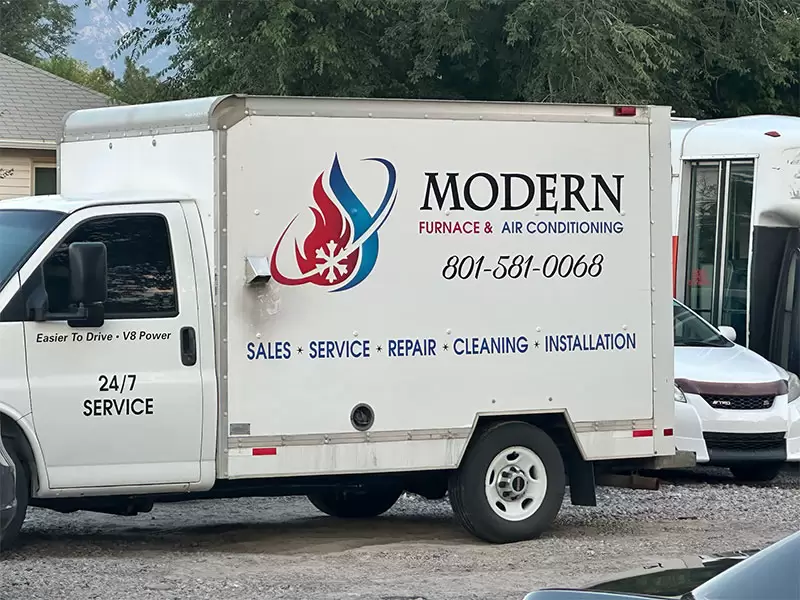 MODERN
FURNACE & AIR CONDITIONING
801-581-0068
SALES * SERVICE * REPAIR * CLEANING * INSTALLATION
Easier To Drive • V8 Power
24/7
SERVICE